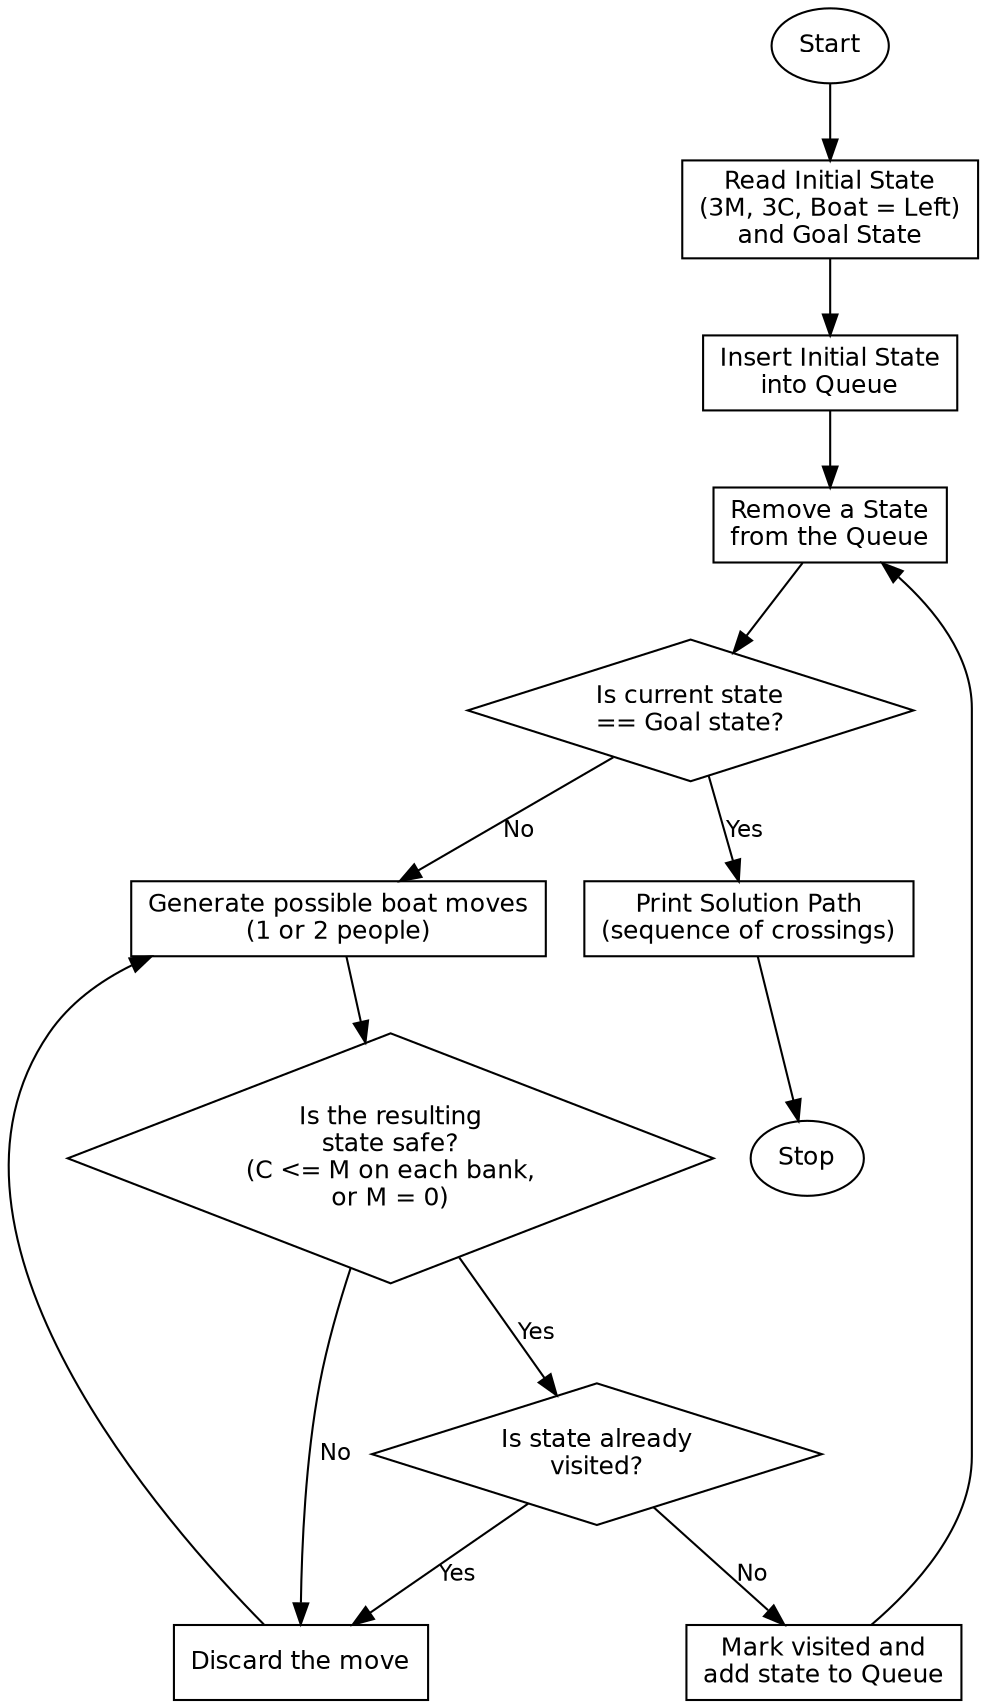 Start
Read Initial State
(3M, 3C, Boat = Left)
and Goal State
Insert Initial State
into Queue
Remove a State
from the Queue
Is current state
== Goal state?
No
Yes
Generate possible boat moves
(1 or 2 people)
Print Solution Path
(sequence of crossings)
Is the resulting
state safe?
(C <= M on each bank,
or M = 0)
Stop
Yes
No
Is state already
visited?
Yes
No
Discard the move
Mark visited and
add state to Queue